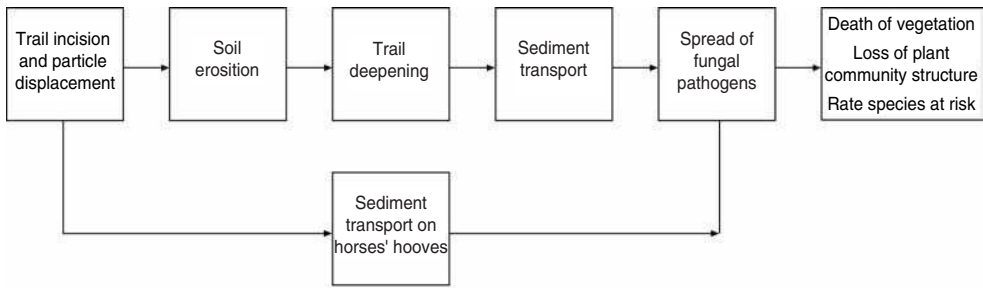 Trail incision
and particle
displacement
Soil
erosition
Trail
deepening
Sediment
transport
Spread of
fungal
pathogens
Death of vegetation
Loss of plant
community structure
Rate species at risk
Sediment
transport on
horses' hooves